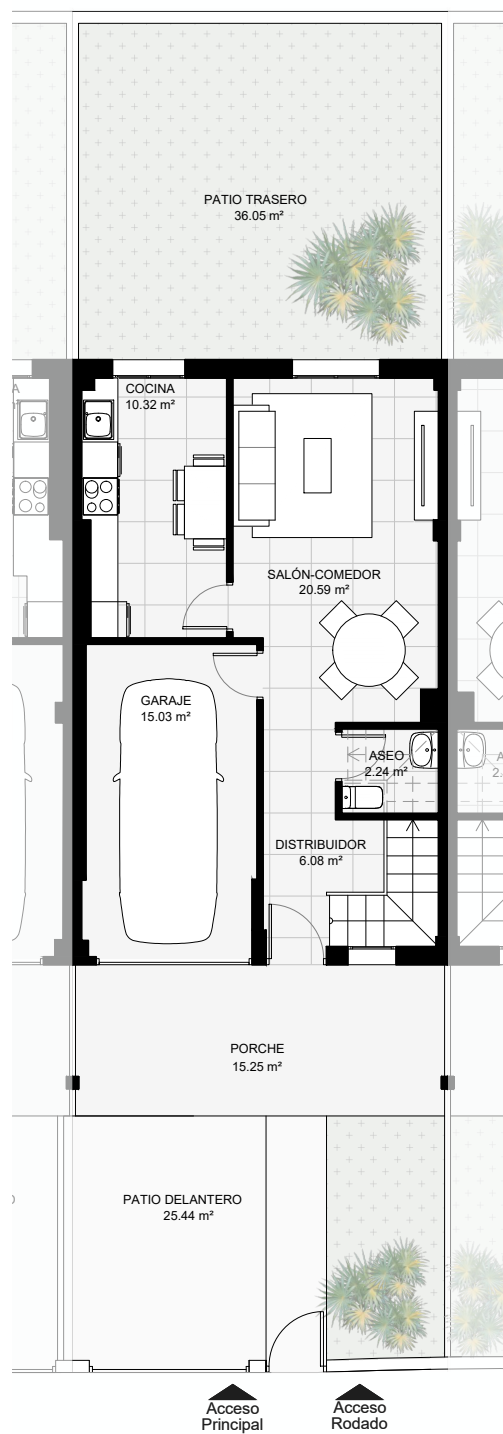 PATIO TRASERO
36.05 m²
COCINA
10.32 m²
SALÓN-COMEDOR
20.59 m²
GARAJE
15.03 m²
ASEO
2.24 m²
DISTRIBUIDOR
6.08 m²
PORCHE
15.25 m²
PATIO DELANTERO
25.44 m²
Acceso
Principal
Acceso
Rodado